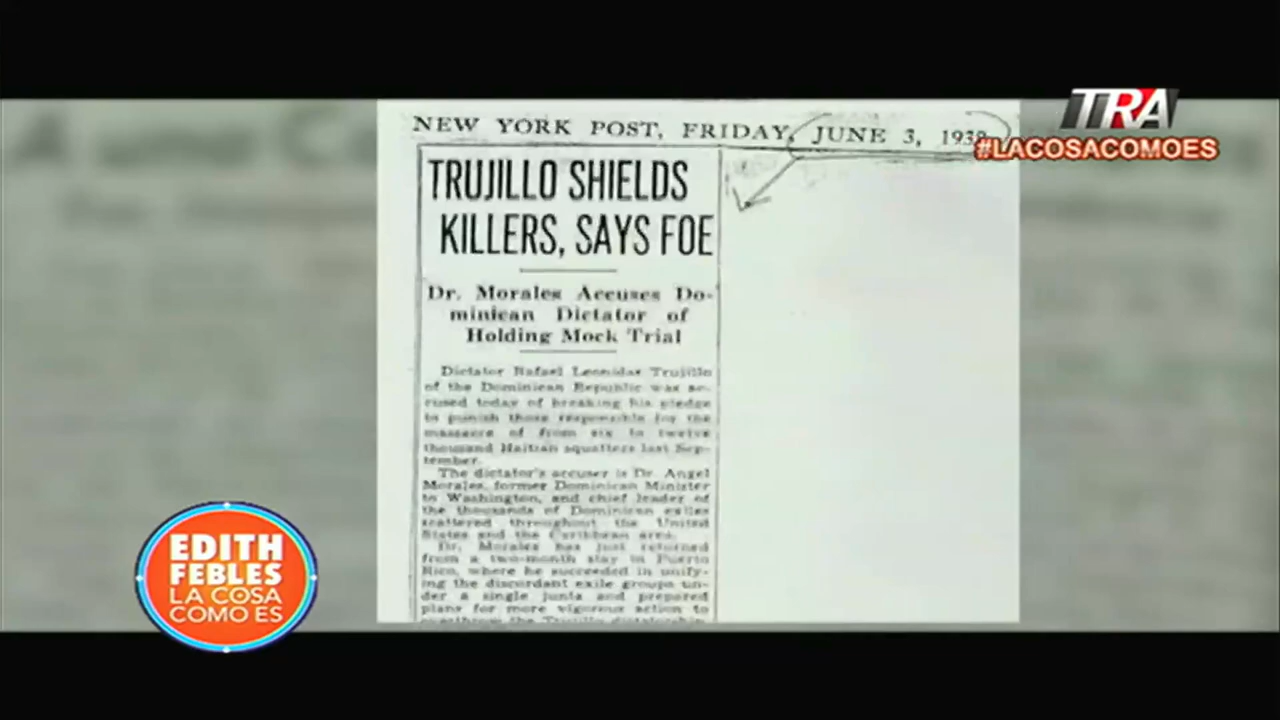 TRA
#LACOSACOMOES
NEW YORK POST, FRIDAY, JUNE 3, 1938
TRUJILLO SHIELDS
KILLERS, SAYS FOE
Dr. Morales Accuses Do-
minican Dictator of
Holding Mock Trial
Dictator Rafael Leonidas Trujillo
of the Dominican Republic was ac-
cused today of breaking his pledge
to punish those responsible for the
massacre of from six to twelve
thousand Haitian squatters last Sep-
tember.
The dictator's accuser is Dr. Angel
Morales, former Dominican Minister
to Washington, and chief leader of
the thousands of Dominican exiles
scattered throughout the United
States and the Caribbean area.
Dr. Morales has just returned
from a two-month stay in Puerto
Rico, where he succeeded in unify-
ing the discordant exile groups un-
der a single junta and prepared
plans for more vigorous action to
EDITH
FEBLES
LA COSA
COMO ES